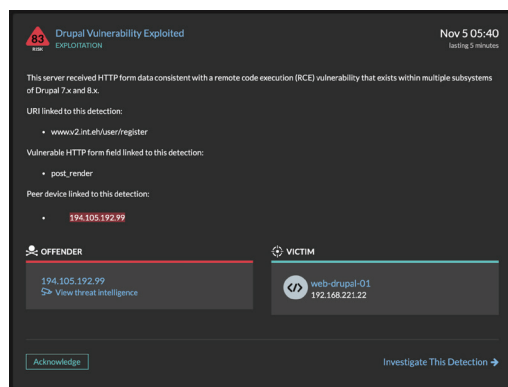 83
RISK
Drupal Vulnerability Exploited
EXPLOITATION
Nov 5 05:40
lasting 5 minutes
This server received HTTP form data consistent with a remote code execution (RCE) vulnerability that exists within multiple subsystems
of Drupal 7.x and 8.x.
URI linked to this detection:
• www.v2.int.eh/user/register
Vulnerable HTTP form field linked to this detection:
• post_render
Peer device linked to this detection:
• 194.105.192.99
OFFENDER
194.105.192.99
View threat intelligence
VICTIM
</>
web-drupal-01
192.168.221.22
Acknowledge
Investigate This Detection →